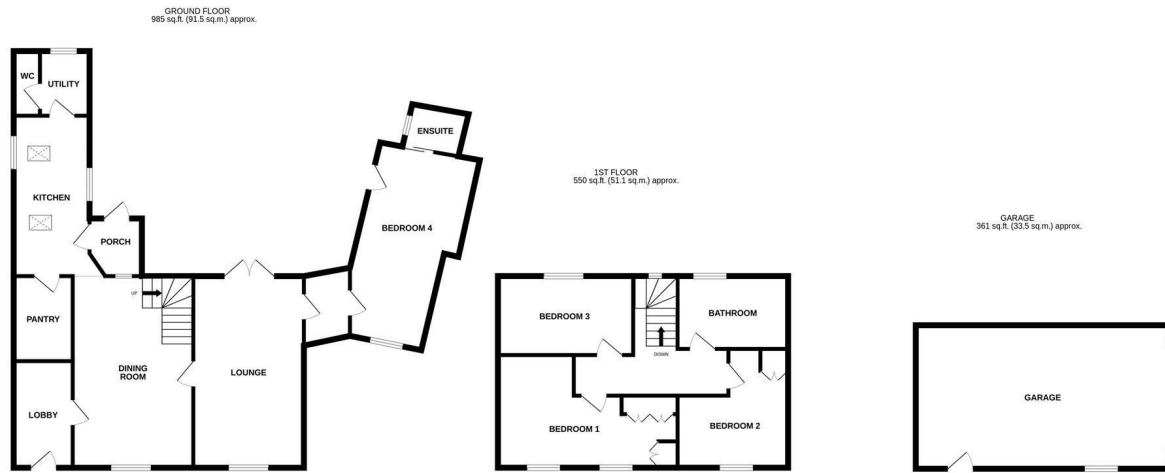 GROUND FLOOR
985 sq.ft. (91.5 sq.m.) approx.
WC
UTILITY
KITCHEN
PORCH
UP
PANTRY
DINING
ROOM
LOBBY
LOUNGE
ENSUITE
BEDROOM 4
1ST FLOOR
550 sq.ft. (51.1 sq.m.) approx.
BEDROOM 3
BATHROOM
DOWN
BEDROOM 1
BEDROOM 2
GARAGE
361 sq.ft. (33.5 sq.m.) approx.
GARAGE